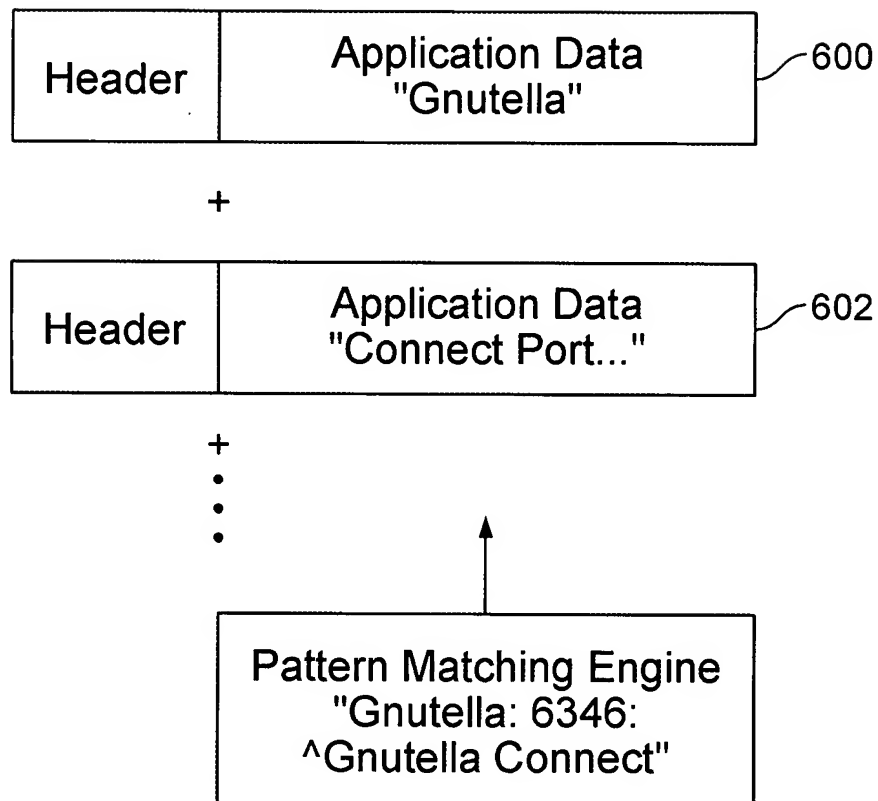 Header
Application Data
"Gnutella"
600
+
Header
Application Data
"Connect Port..."
602
+
Pattern Matching Engine
"Gnutella: 6346:
^Gnutella Connect"